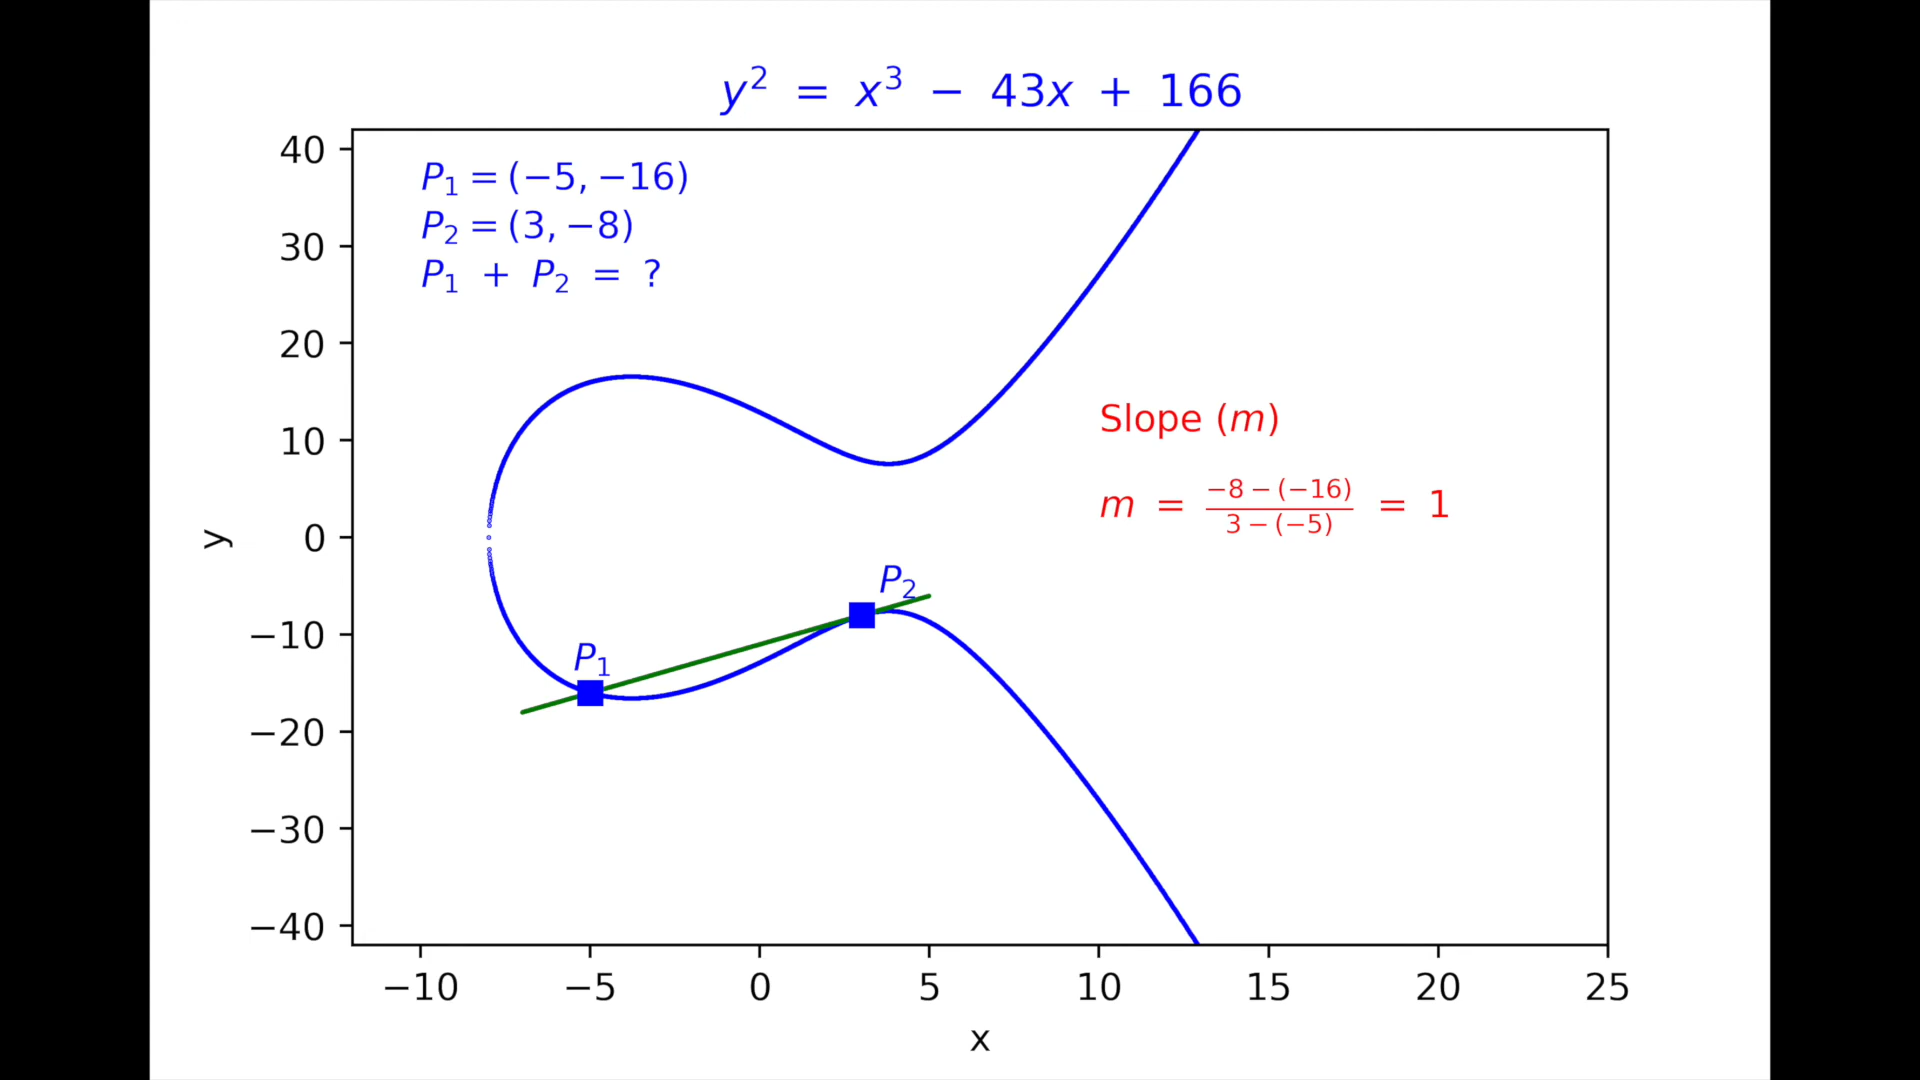 y² = x³ − 43x + 166
P₁ = (−5, −16)
P₂ = (3, −8)
P₁ + P₂ = ?
Slope (m)
m = \frac{−8 − (−16)}{3 − (−5)} = 1
P₂
P₁
40
30
20
10
0
−10
−20
−30
−40
y
−10 −5 0 5 10 15 20 25
x